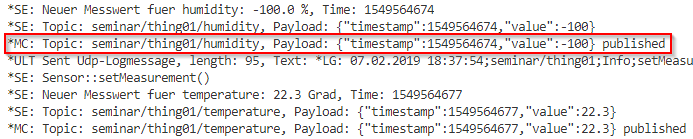 *SE: Neuer Messwert fuer humidity: -100.0 %, Time: 1549564674
*SE: Topic: seminar/thing01/humidity, Payload: {"timestamp":1549564674,"value":-100}
*MC: Topic: seminar/thing01/humidity, Payload: {"timestamp":1549564674,"value":-100} published
*ULT Sent Udp-Logmessage, length: 95, Text: *LG: 07.02.2019 18:37:54;seminar/thing01;Info;setMeasu
*SE: Sensor::setMeasurement()
*SE: Neuer Messwert fuer temperature: 22.3 Grad, Time: 1549564677
*SE: Topic: seminar/thing01/temperature, Payload: {"timestamp":1549564677,"value":22.3}
*MC: Topic: seminar/thing01/temperature, Payload: {"timestamp":1549564677,"value":22.3} published